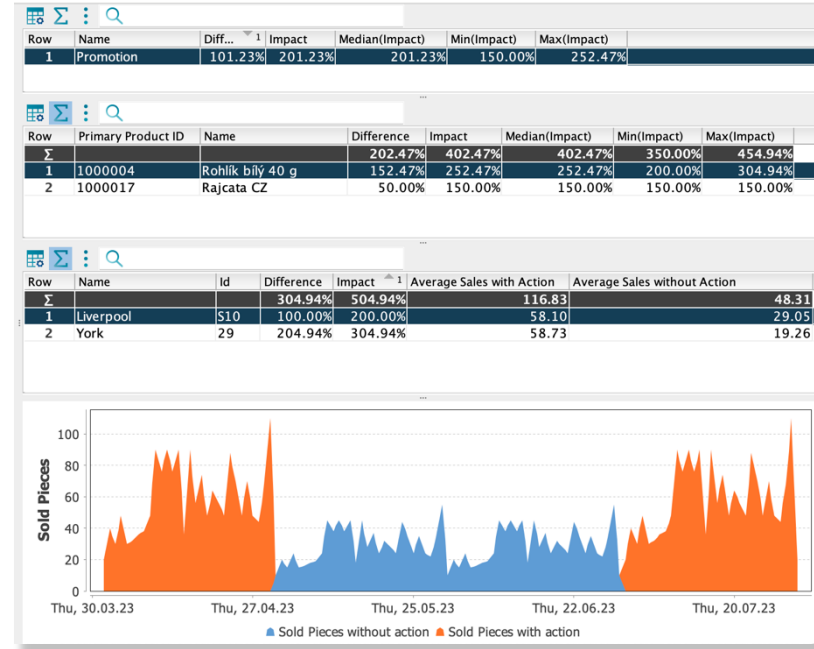 Row Name Diff... 1 Impact Median(Impact) Min(Impact) Max(Impact)
1 Promotion 101.23% 201.23% 201.23% 150.00% 252.47%
Row Primary Product ID Name Difference Impact Median(Impact) Min(Impact) Max(Impact)
Σ 202.47% 402.47% 402.47% 350.00% 454.94%
1 1000004 Rohlík bílý 40 g 152.47% 252.47% 252.47% 200.00% 304.94%
2 1000017 Rajcata CZ 50.00% 150.00% 150.00% 150.00% 150.00%
Row Name Id Difference Impact 1 Average Sales with Action Average Sales without Action
Σ 304.94% 504.94% 116.83 48.31
1 Liverpool S10 100.00% 200.00% 58.10 29.05
2 York 29 204.94% 304.94% 58.73 19.26
Sold Pieces
100
80
60
40
20
0
Thu, 30.03.23 Thu, 27.04.23 Thu, 25.05.23 Thu, 22.06.23 Thu, 20.07.23
Sold Pieces without action Sold Pieces with action